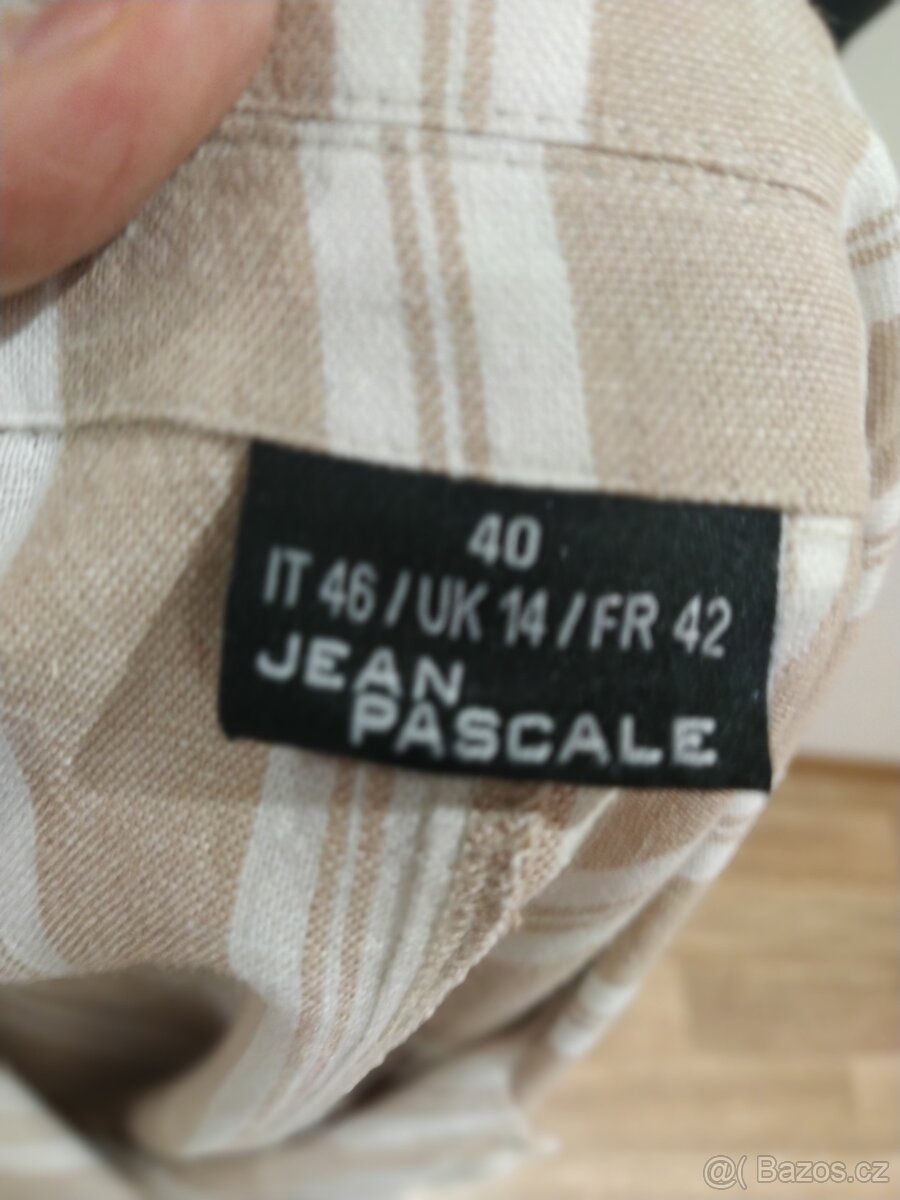 40
IT 46 / UK 14 / FR 42
JEAN
PASCALE
@( Bazos.cz